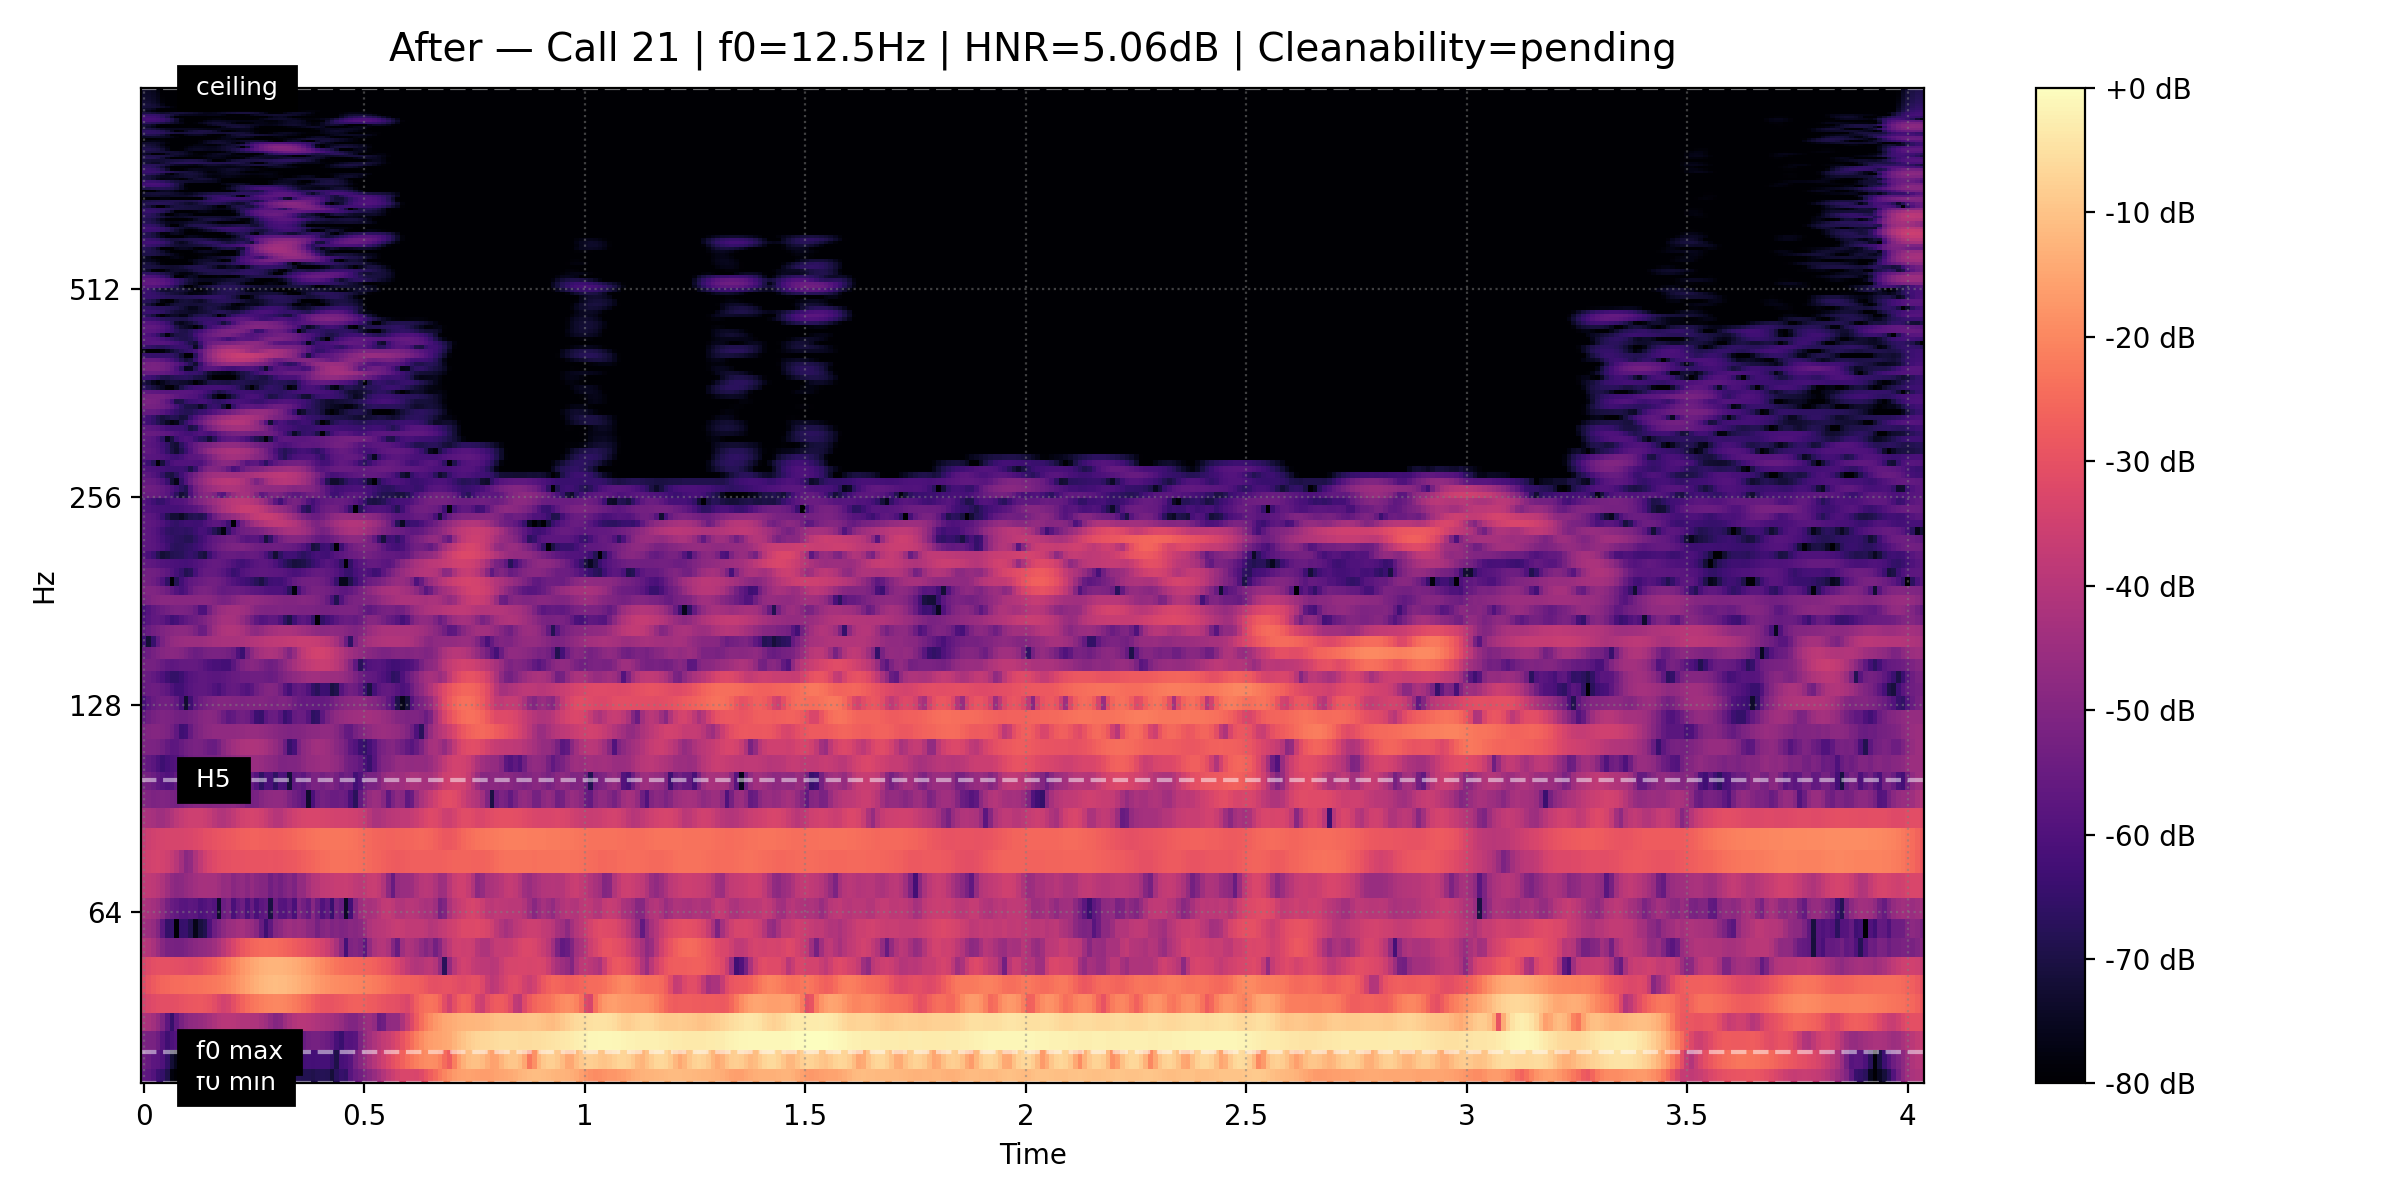 After — Call 21 | f0=12.5Hz | HNR=5.06dB | Cleanability=pending
ceiling
+0 dB
-10 dB
-20 dB
-30 dB
-40 dB
-50 dB
-60 dB
-70 dB
-80 dB
512
256
128
64
Hz
H5
f0 max
f0 min
0
0.5
1
1.5
2
2.5
3
3.5
4
Time